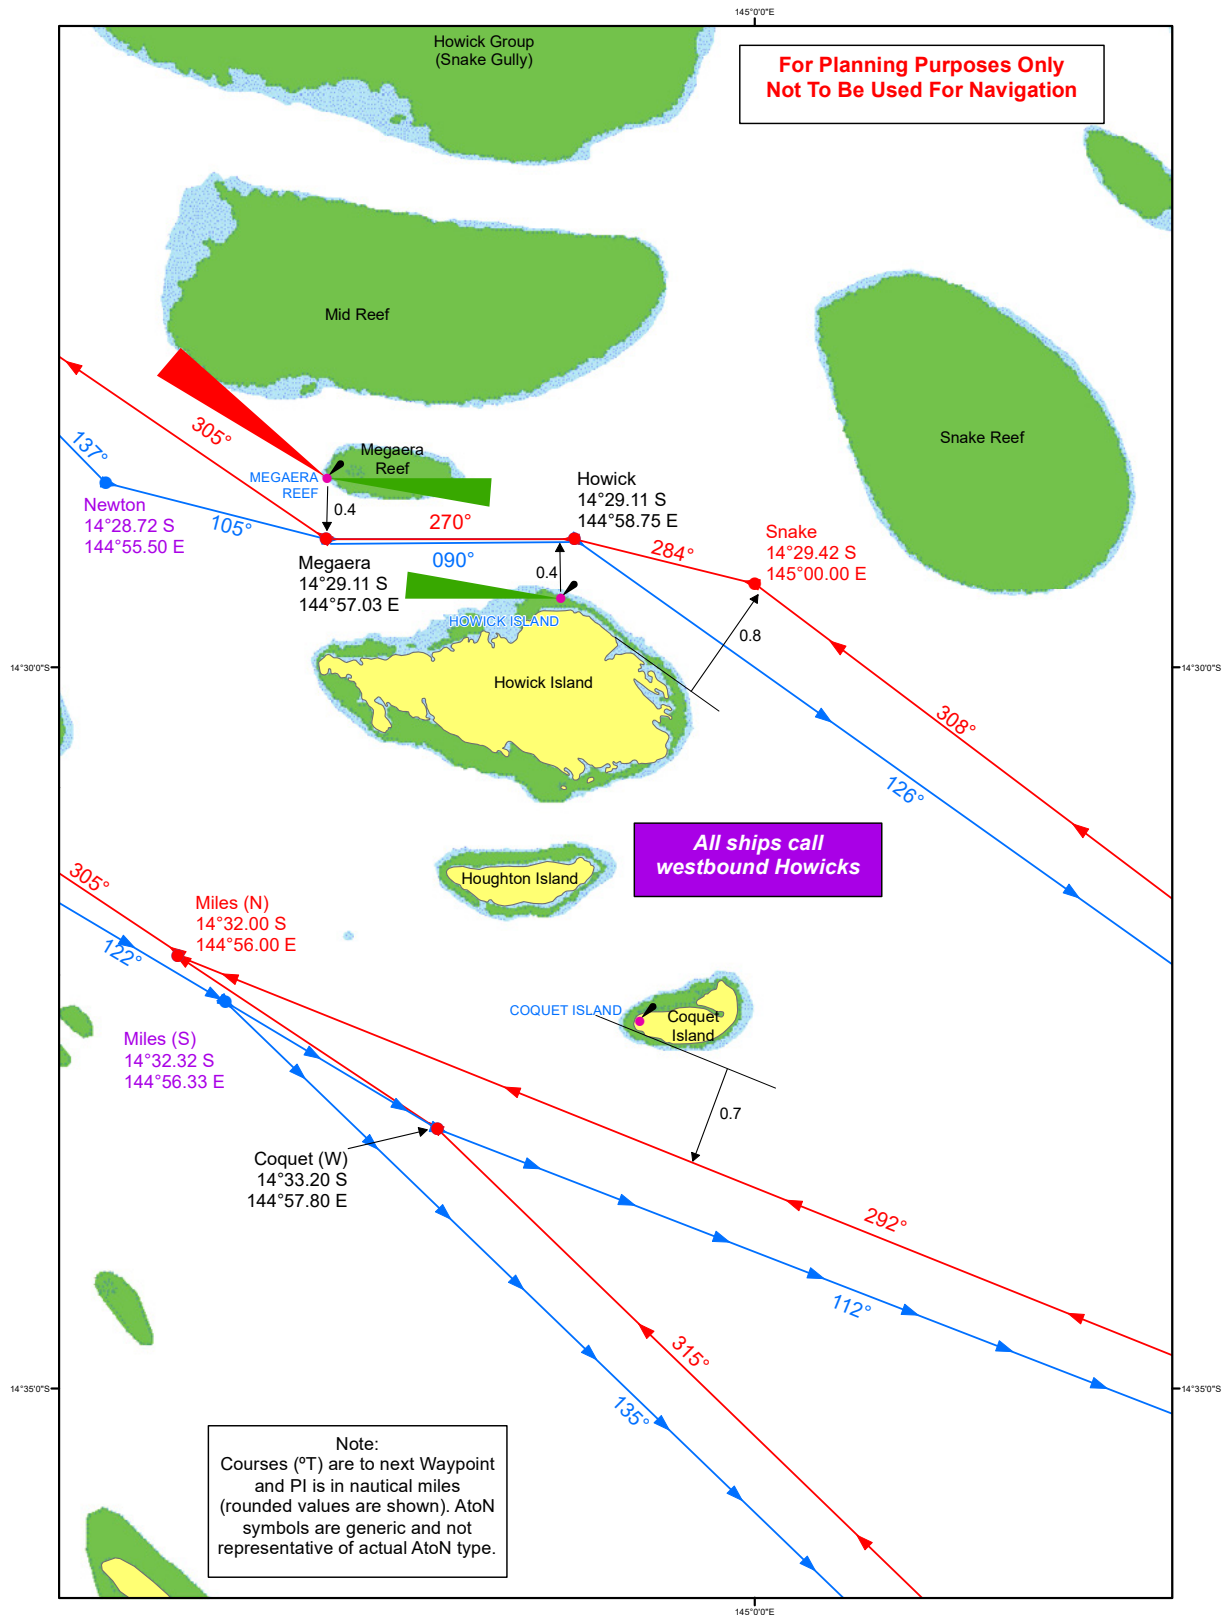 145°0'0"E
Howick Group
(Snake Gully)
For Planning Purposes Only
Not To Be Used For Navigation
Mid Reef
Snake Reef
305°
137°
Megaera
Reef
MEGAERA
REEF
Newton
14°28.72 S
144°55.50 E
105°
0.4
270°
090°
Howick
14°29.11 S
144°58.75 E
284°
Snake
14°29.42 S
145°00.00 E
Megaera
14°29.11 S
144°57.03 E
0.4
HOWICK ISLAND
0.8
14°30'0"S
14°30'0"S
Howick Island
308°
126°
All ships call
westbound Howicks
Houghton Island
305°
Miles (N)
14°32.00 S
144°56.00 E
122°
COQUET ISLAND
Coquet
Island
Miles (S)
14°32.32 S
144°56.33 E
0.7
Coquet (W)
14°33.20 S
144°57.80 E
292°
112°
315°
14°35'0"S
14°35'0"S
135°
Note:
Courses (ºT) are to next Waypoint
and PI is in nautical miles
(rounded values are shown). AtoN
symbols are generic and not
representative of actual AtoN type.
145°0'0"E